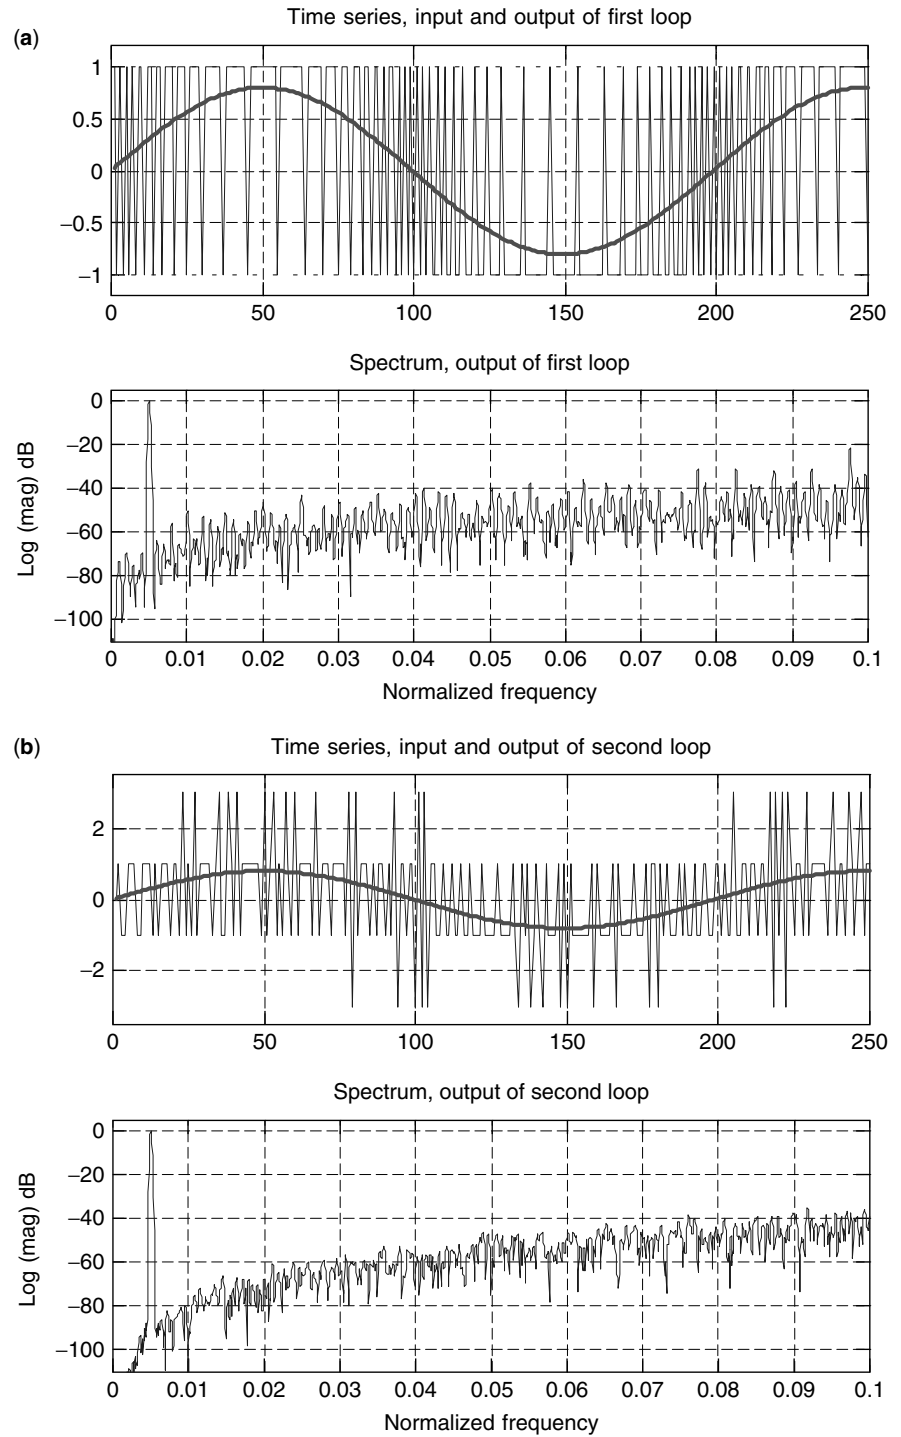 (a)
Time series, input and output of first loop
1
0.5
0
−0.5
−1
0 50 100 150 200 250
Spectrum, output of first loop
0
−20
−40
−60
−80
−100
Log (mag) dB
0 0.01 0.02 0.03 0.04 0.05 0.06 0.07 0.08 0.09 0.1
Normalized frequency
(b)
Time series, input and output of second loop
2
0
−2
0 50 100 150 200 250
Spectrum, output of second loop
0
−20
−40
−60
−80
−100
Log (mag) dB
0 0.01 0.02 0.03 0.04 0.05 0.06 0.07 0.08 0.09 0.1
Normalized frequency